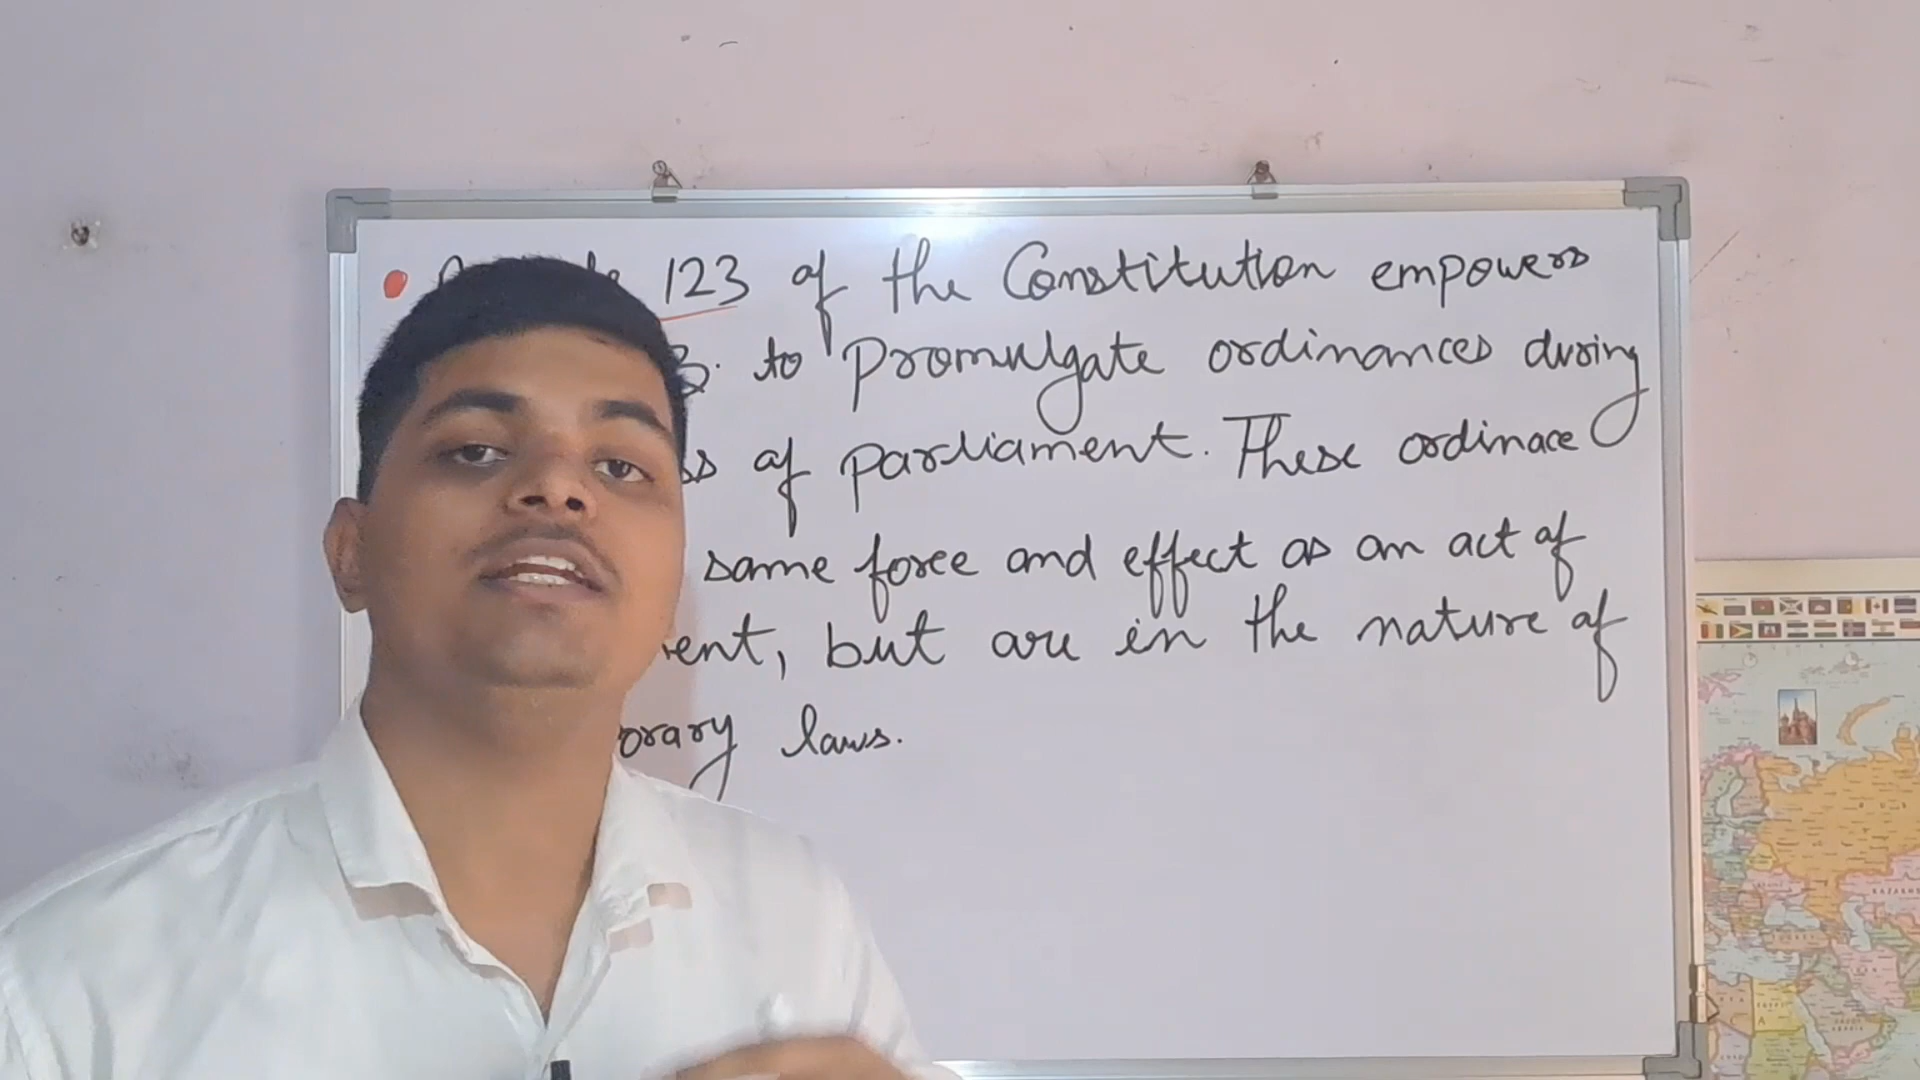 123 of the Constitution empowers
to Promulgate ordinances during
of parliament. These ordinace
same force and effect as an act of
but are in the nature of
laws.